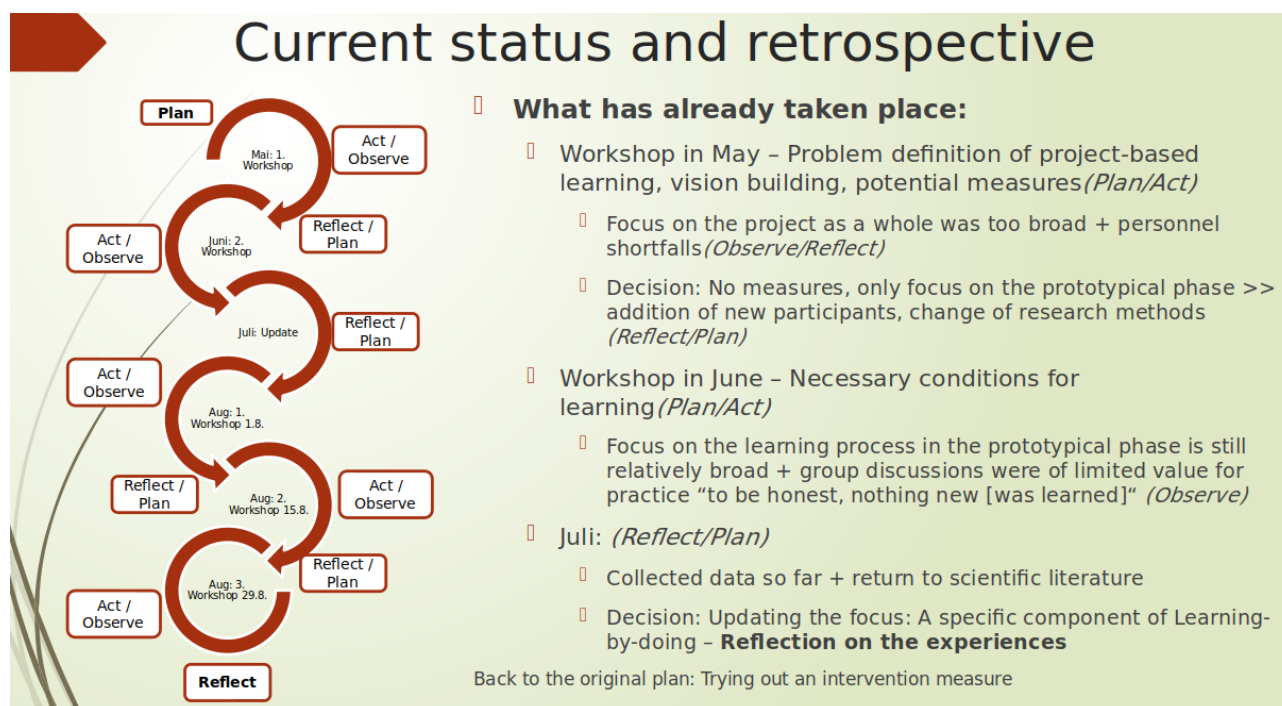 Current status and retrospective
Plan
Mai: 1.
Workshop
Act /
Observe
Reflect /
Plan
Juni: 2.
Workshop
Act /
Observe
Juli: Update
Reflect /
Plan
Act /
Observe
Aug: 1.
Workshop 1.8.
Reflect /
Plan
Aug: 2.
Workshop 15.8.
Act /
Observe
Reflect /
Plan
Aug: 3.
Workshop 29.8.
Act /
Observe
Reflect
What has already taken place:
Workshop in May – Problem definition of project-based
learning, vision building, potential measures(Plan/Act)
Focus on the project as a whole was too broad + personnel
shortfalls(Observe/Reflect)
Decision: No measures, only focus on the prototypical phase >>
addition of new participants, change of research methods
(Reflect/Plan)
Workshop in June – Necessary conditions for
learning(Plan/Act)
Focus on the learning process in the prototypical phase is still
relatively broad + group discussions were of limited value for
practice “to be honest, nothing new [was learned]“ (Observe)
Juli: (Reflect/Plan)
Collected data so far + return to scientific literature
Decision: Updating the focus: A specific component of Learning-
by-doing – Reflection on the experiences
Back to the original plan: Trying out an intervention measure